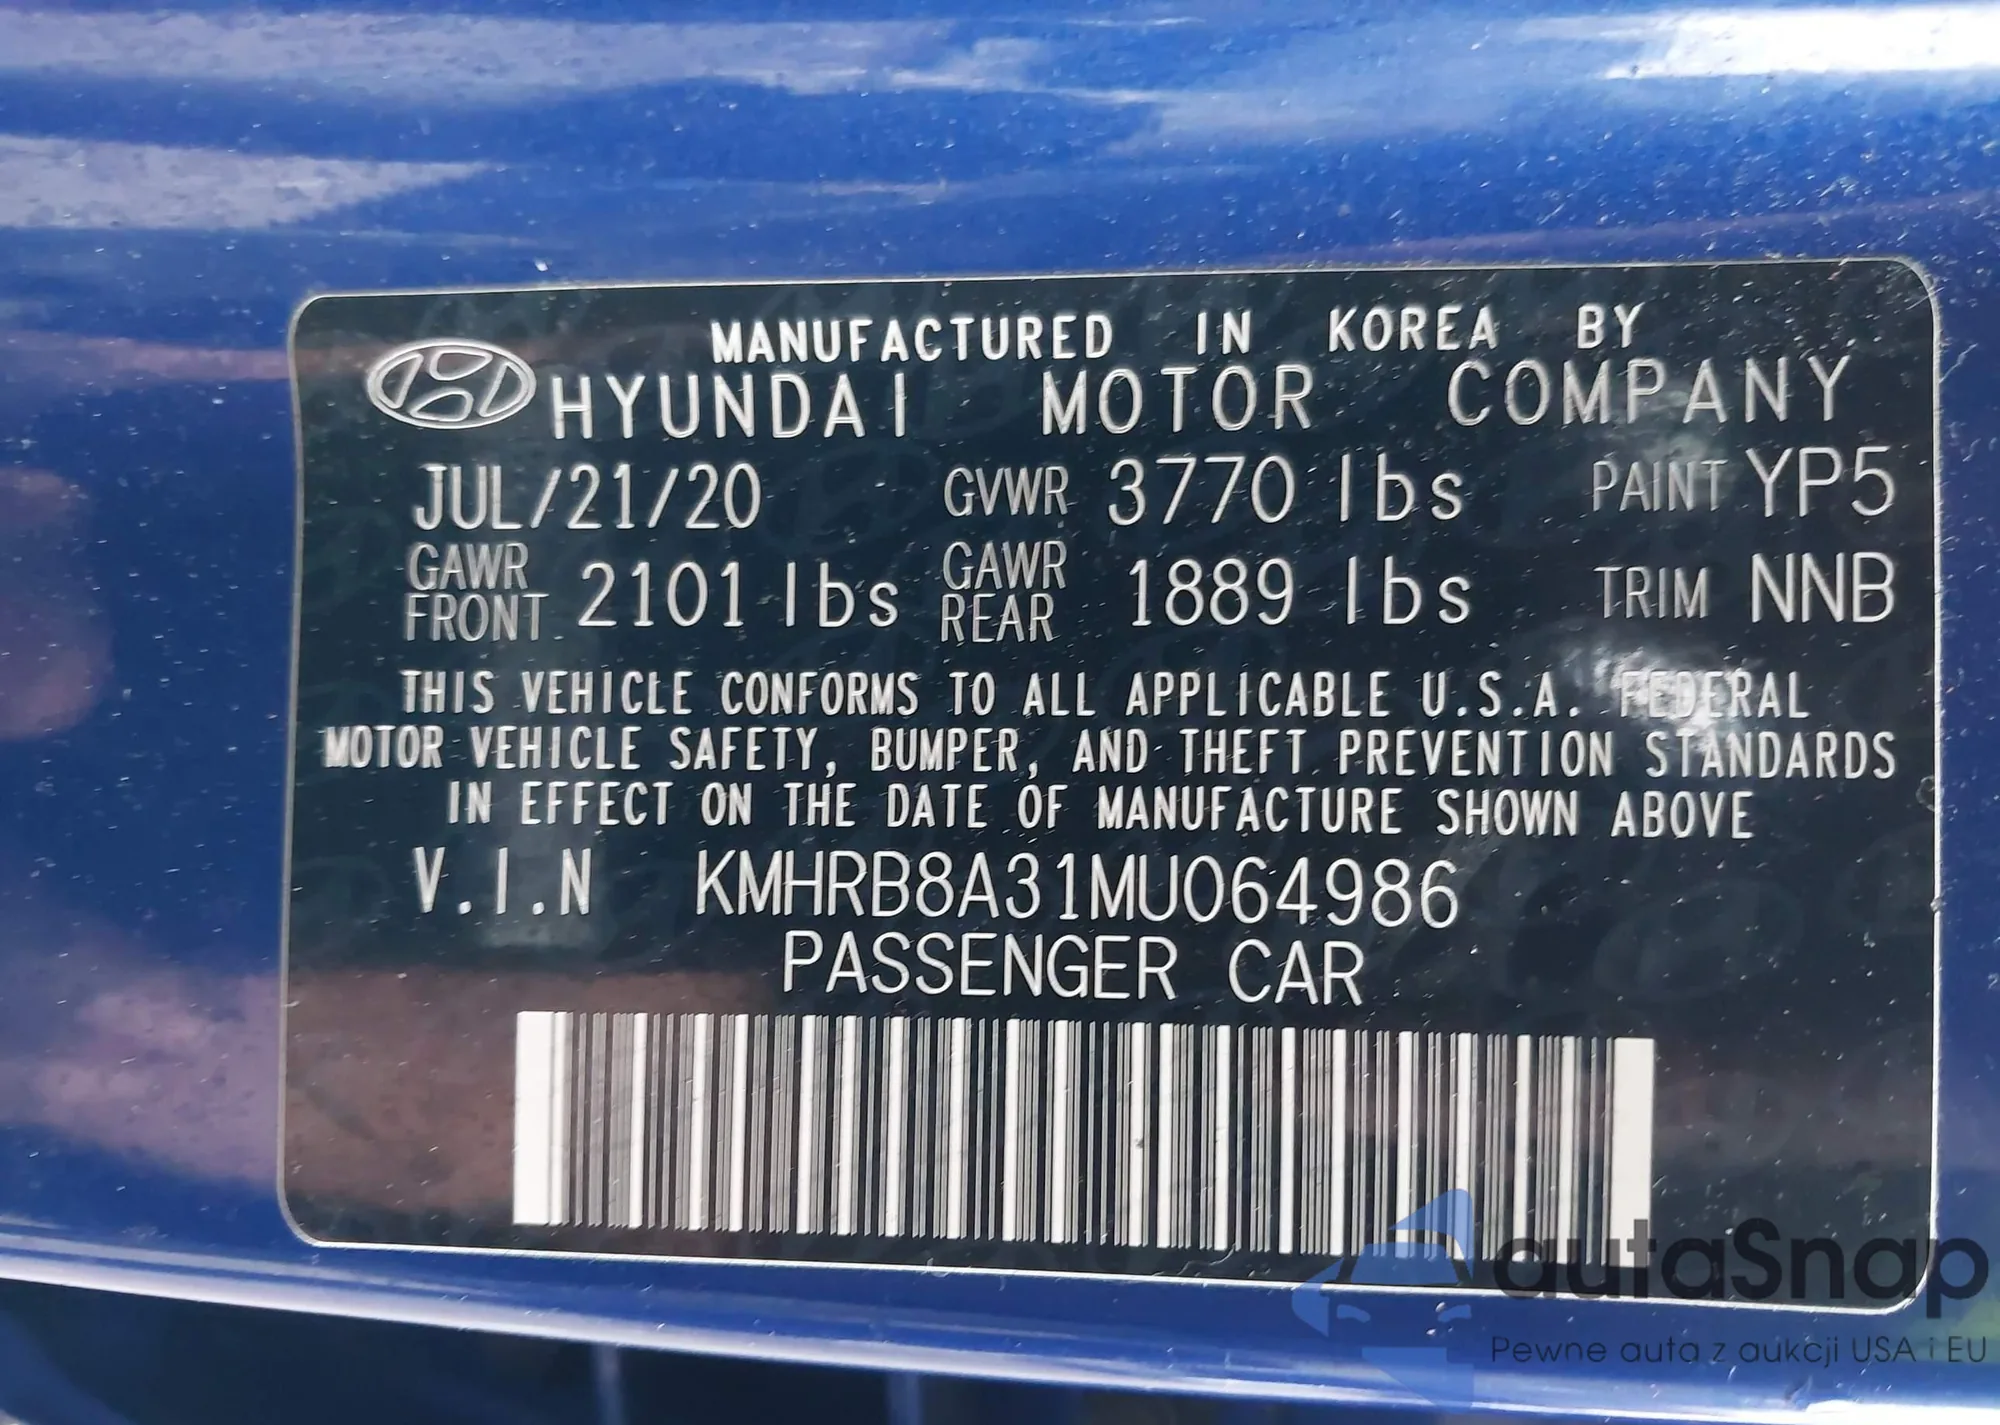 MANUFACTURED IN KOREA BY
HYUNDAI MOTOR COMPANY
JUL/21/20 GVWR 3770 lbs PAINT YP5
GAWR FRONT 2101 lbs GAWR REAR 1889 lbs TRIM NNB
THIS VEHICLE CONFORMS TO ALL APPLICABLE U.S.A. FEDERAL
MOTOR VEHICLE SAFETY, BUMPER, AND THEFT PREVENTION STANDARDS
IN EFFECT ON THE DATE OF MANUFACTURE SHOWN ABOVE
V.I.N KMHRB8A31MU064986
PASSENGER CAR
autaSnap
Pewne auta z aukcji USA i EU